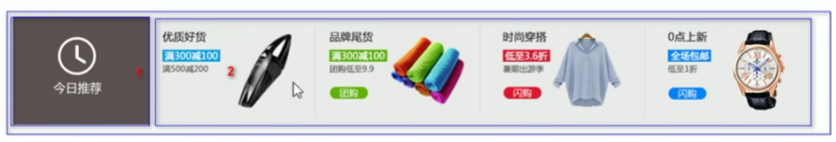 1
今日推荐
2
优质好货
满300减100
满500减200
品牌尾货
满300减100
团购低至9.9
团购
时尚穿搭
低至3.6折
暑期出游季
闪购
0点上新
全场包邮
低至1折
闪购